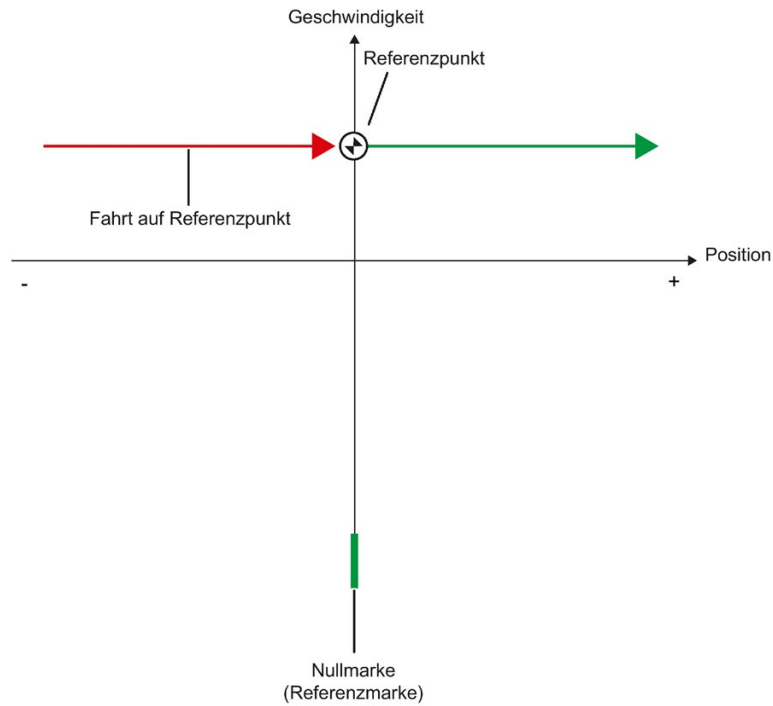 Geschwindigkeit
Referenzpunkt
Fahrt auf Referenzpunkt
Position
-
+
Nullmarke
(Referenzmarke)